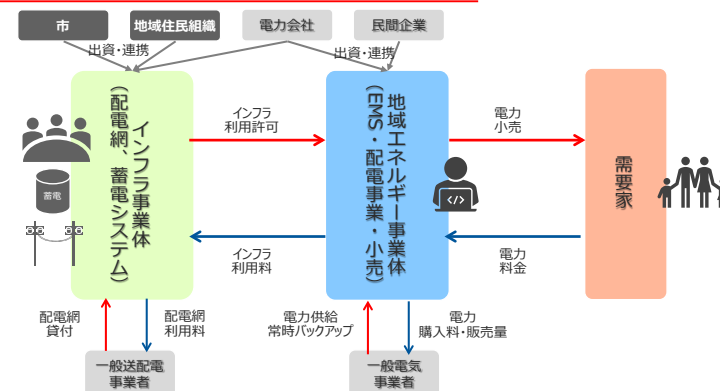 市
地域住民組織
電力会社
民間企業
出資・連携
出資・連携
インフラ事業体
（配電網、蓄電システム）
蓄電
インフラ
利用許可
地域エネルギー事業体
（EMS・配電事業・小売）
</>
電力
小売
需要家
インフラ
利用料
電力
料金
配電網
貸付
配電網
利用料
電力供給
常時バックアップ
電力
購入料・販売量
一般送配電
事業者
一般電気
事業者